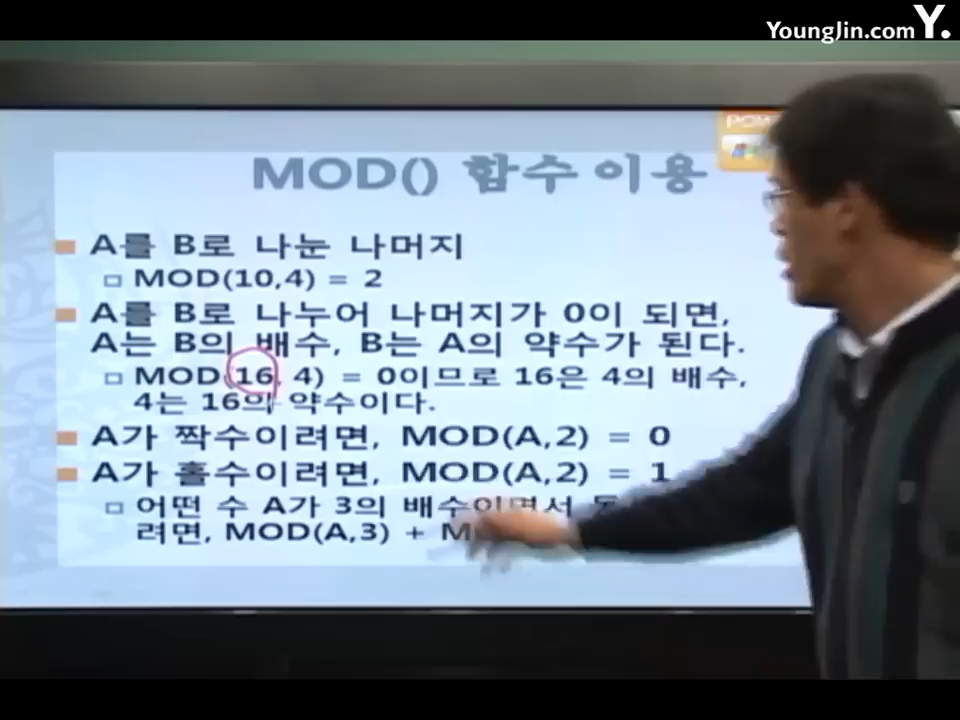 YoungJin.com Y.
MOD() 함수 이용
A를 B로 나눈 나머지
MOD(10,4) = 2
A를 B로 나누어 나머지가 0이 되면,
A는 B의 배수, B는 A의 약수가 된다.
MOD(16, 4) = 0이므로 16은 4의 배수,
4는 16의 약수이다.
A가 짝수이려면, MOD(A,2) = 0
A가 홀수이려면, MOD(A,2) = 1
어떤 수 A가 3의 배수이면서
려면, MOD(A,3) +